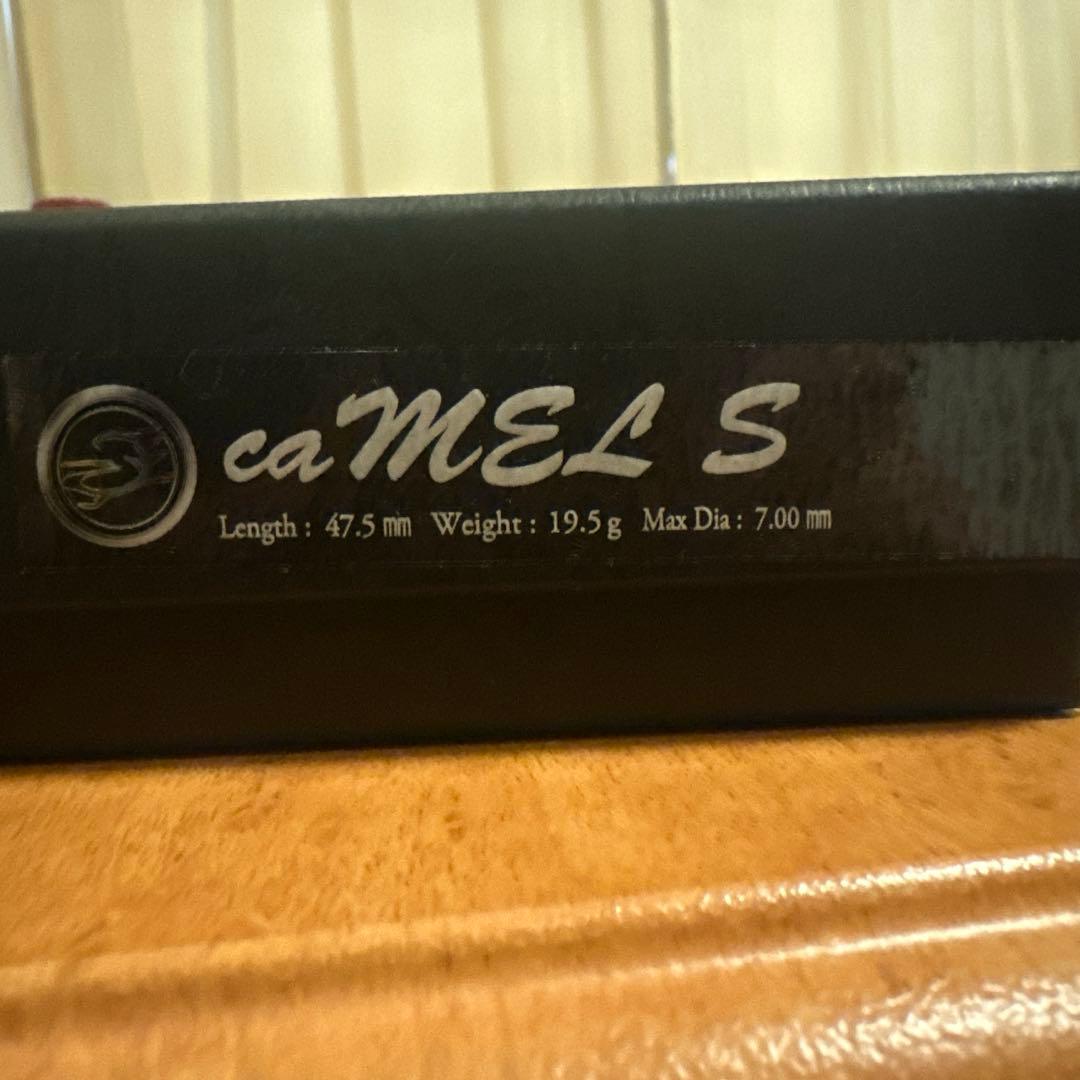 caMEL S
Length : 47.5 ㎜ Weight : 19.5 g Max Dia : 7.00 ㎜